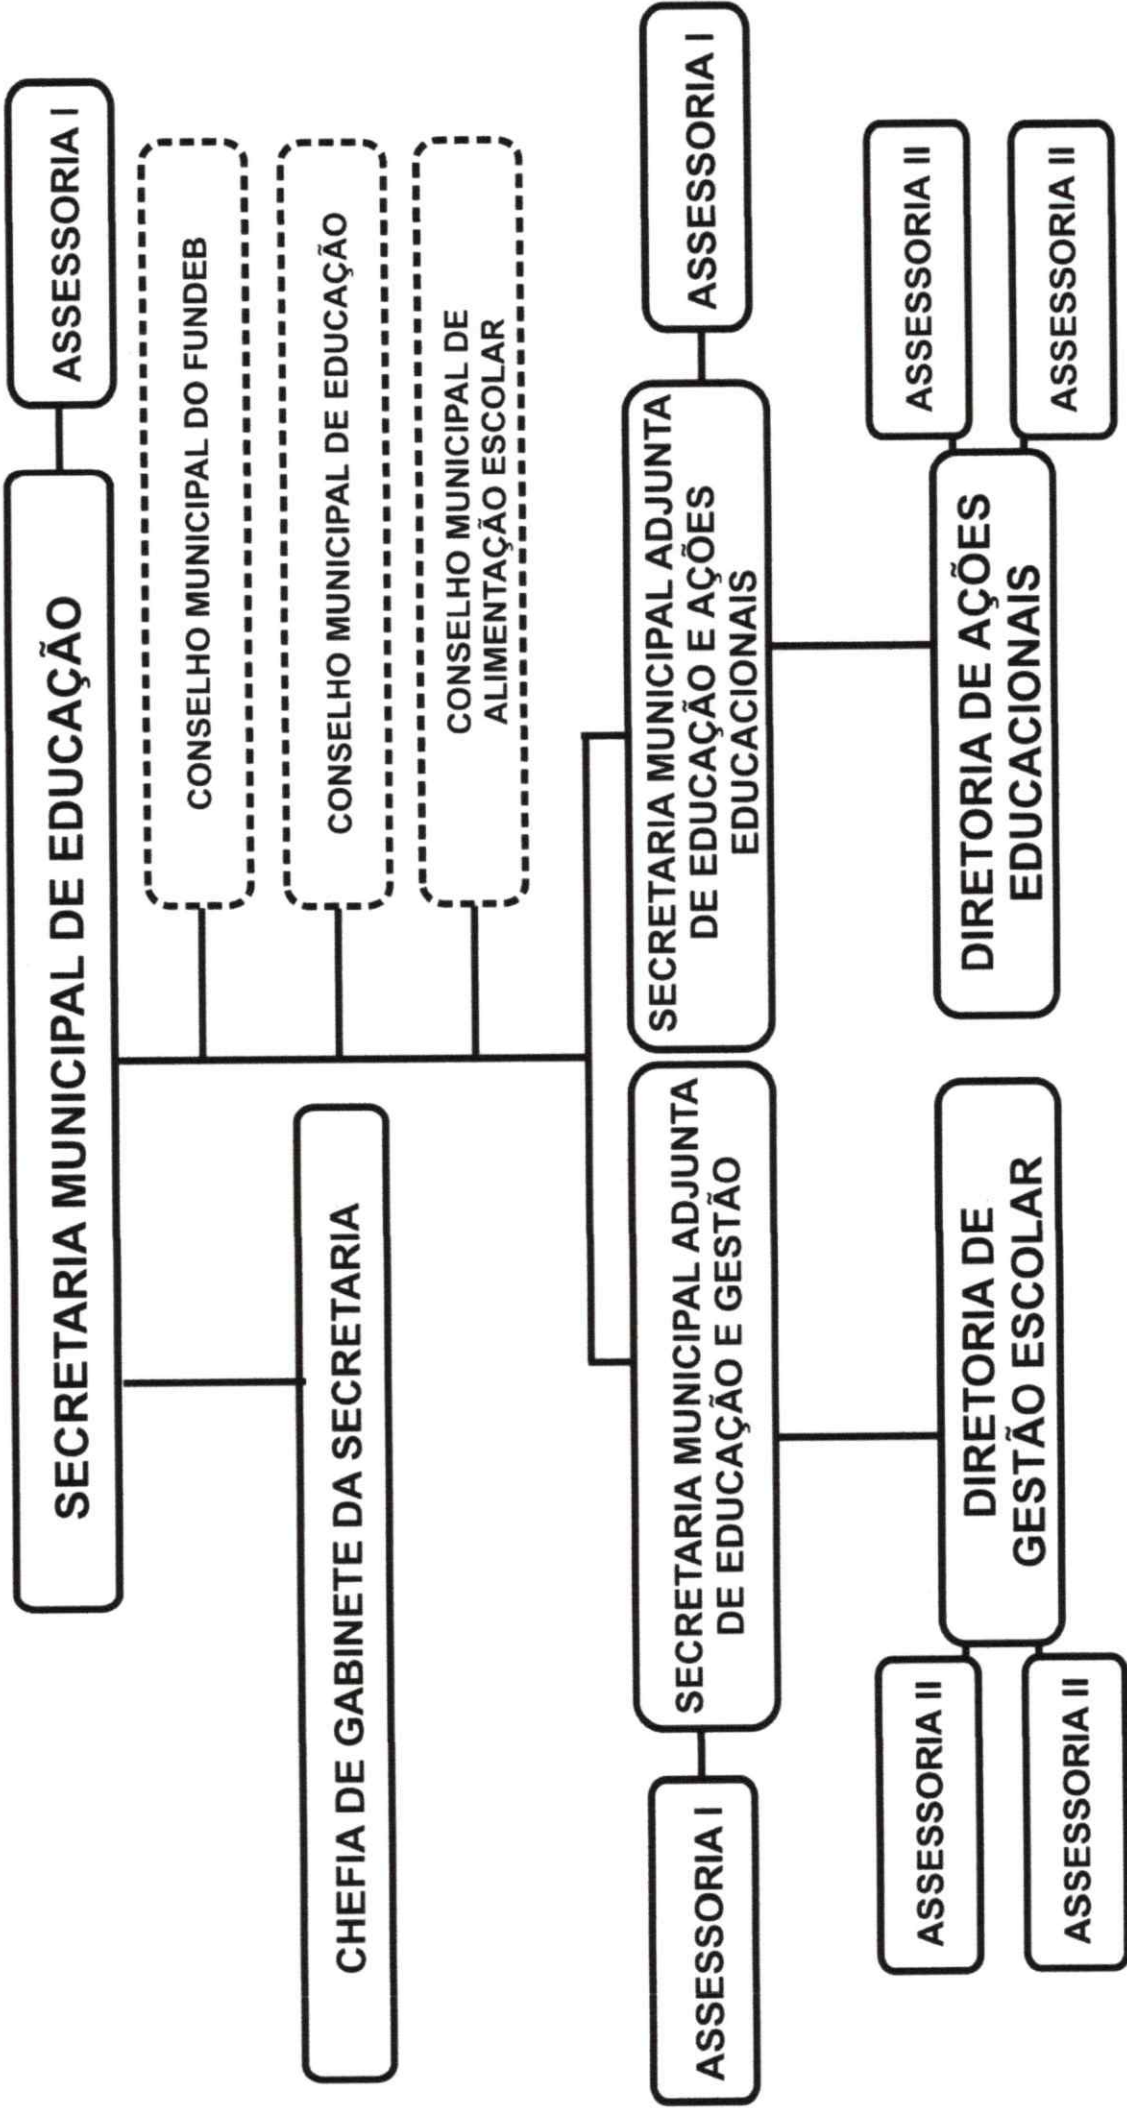 SECRETARIA MUNICIPAL DE EDUCAÇÃO
ASSESSORIA I
CONSELHO MUNICIPAL DO FUNDEB
CHEFIA DE GABINETE DA SECRETARIA
CONSELHO MUNICIPAL DE EDUCAÇÃO
CONSELHO MUNICIPAL DE
ALIMENTAÇÃO ESCOLAR
ASSESSORIA I
SECRETARIA MUNICIPAL ADJUNTA
DE EDUCAÇÃO E GESTÃO
SECRETARIA MUNICIPAL ADJUNTA
DE EDUCAÇÃO E AÇÕES
EDUCACIONAIS
ASSESSORIA I
ASSESSORIA II
ASSESSORIA II
DIRETORIA DE
GESTÃO ESCOLAR
DIRETORIA DE AÇÕES
EDUCACIONAIS
ASSESSORIA II
ASSESSORIA II